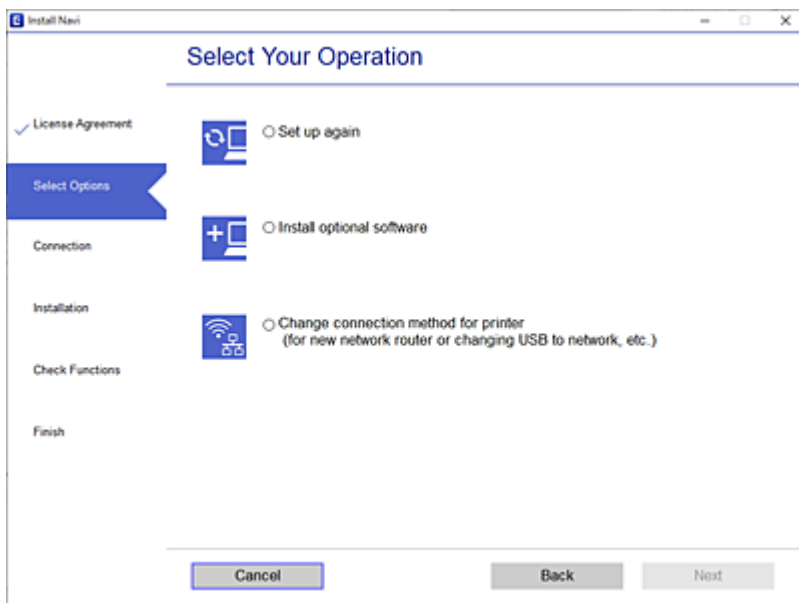 Install Navi
Select Your Operation
License Agreement
Select Options
Connection
Installation
Check Functions
Finish
Set up again
Install optional software
Change connection method for printer
(for new network router or changing USB to network, etc.)
Cancel
Back
Next